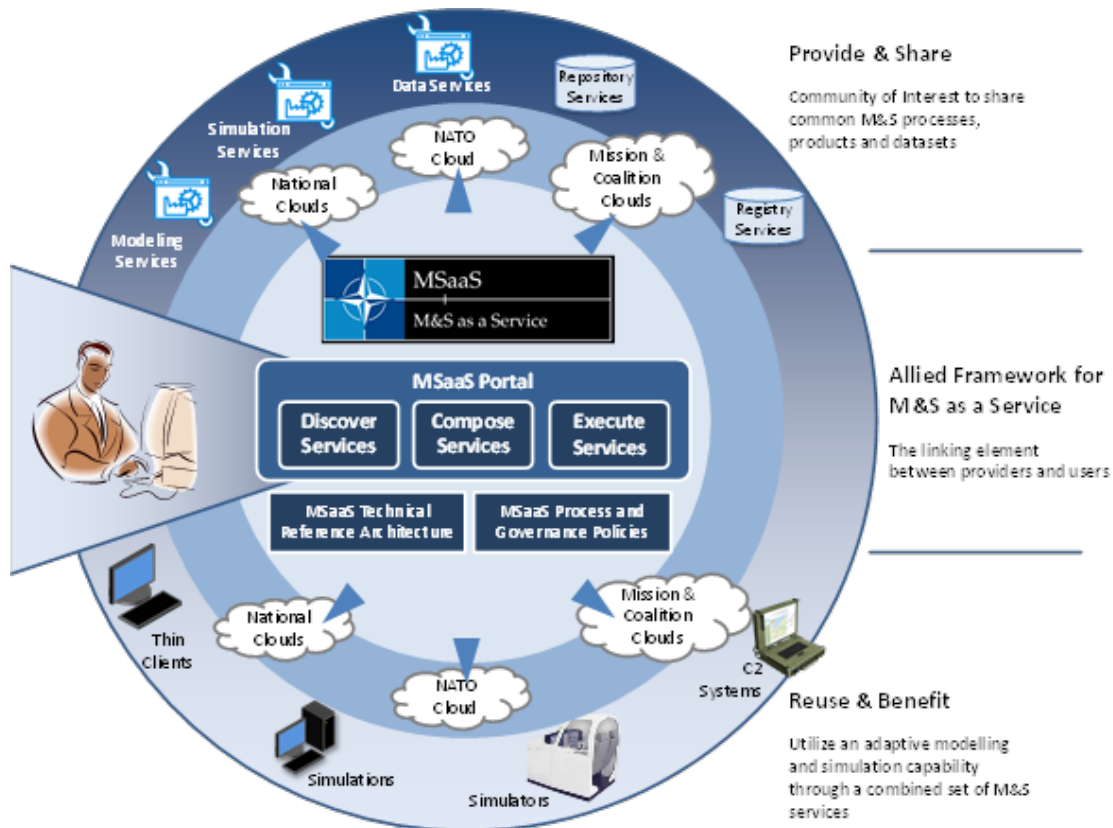 Data Services
Repository
Services
Simulation
Services
NATO
Cloud
Mission &
Coalition
Clouds
National
Clouds
Modeling
Services
Registry
Services
Provide & Share
Community of Interest to share
common M&S processes,
products and datasets
MSaaS
M&S as a Service
MSaaS Portal
Discover
Services
Compose
Services
Execute
Services
MSaaS Technical
Reference Architecture
MSaaS Process and
Governance Policies
Allied Framework for
M&S as a Service
The linking element
between providers and users
Thin
Clients
National
Clouds
NATO
Cloud
Mission &
Coalition
Clouds
C2
Systems
Simulations
Simulators
Reuse & Benefit
Utilize an adaptive modelling
and simulation capability
through a combined set of M&S
services